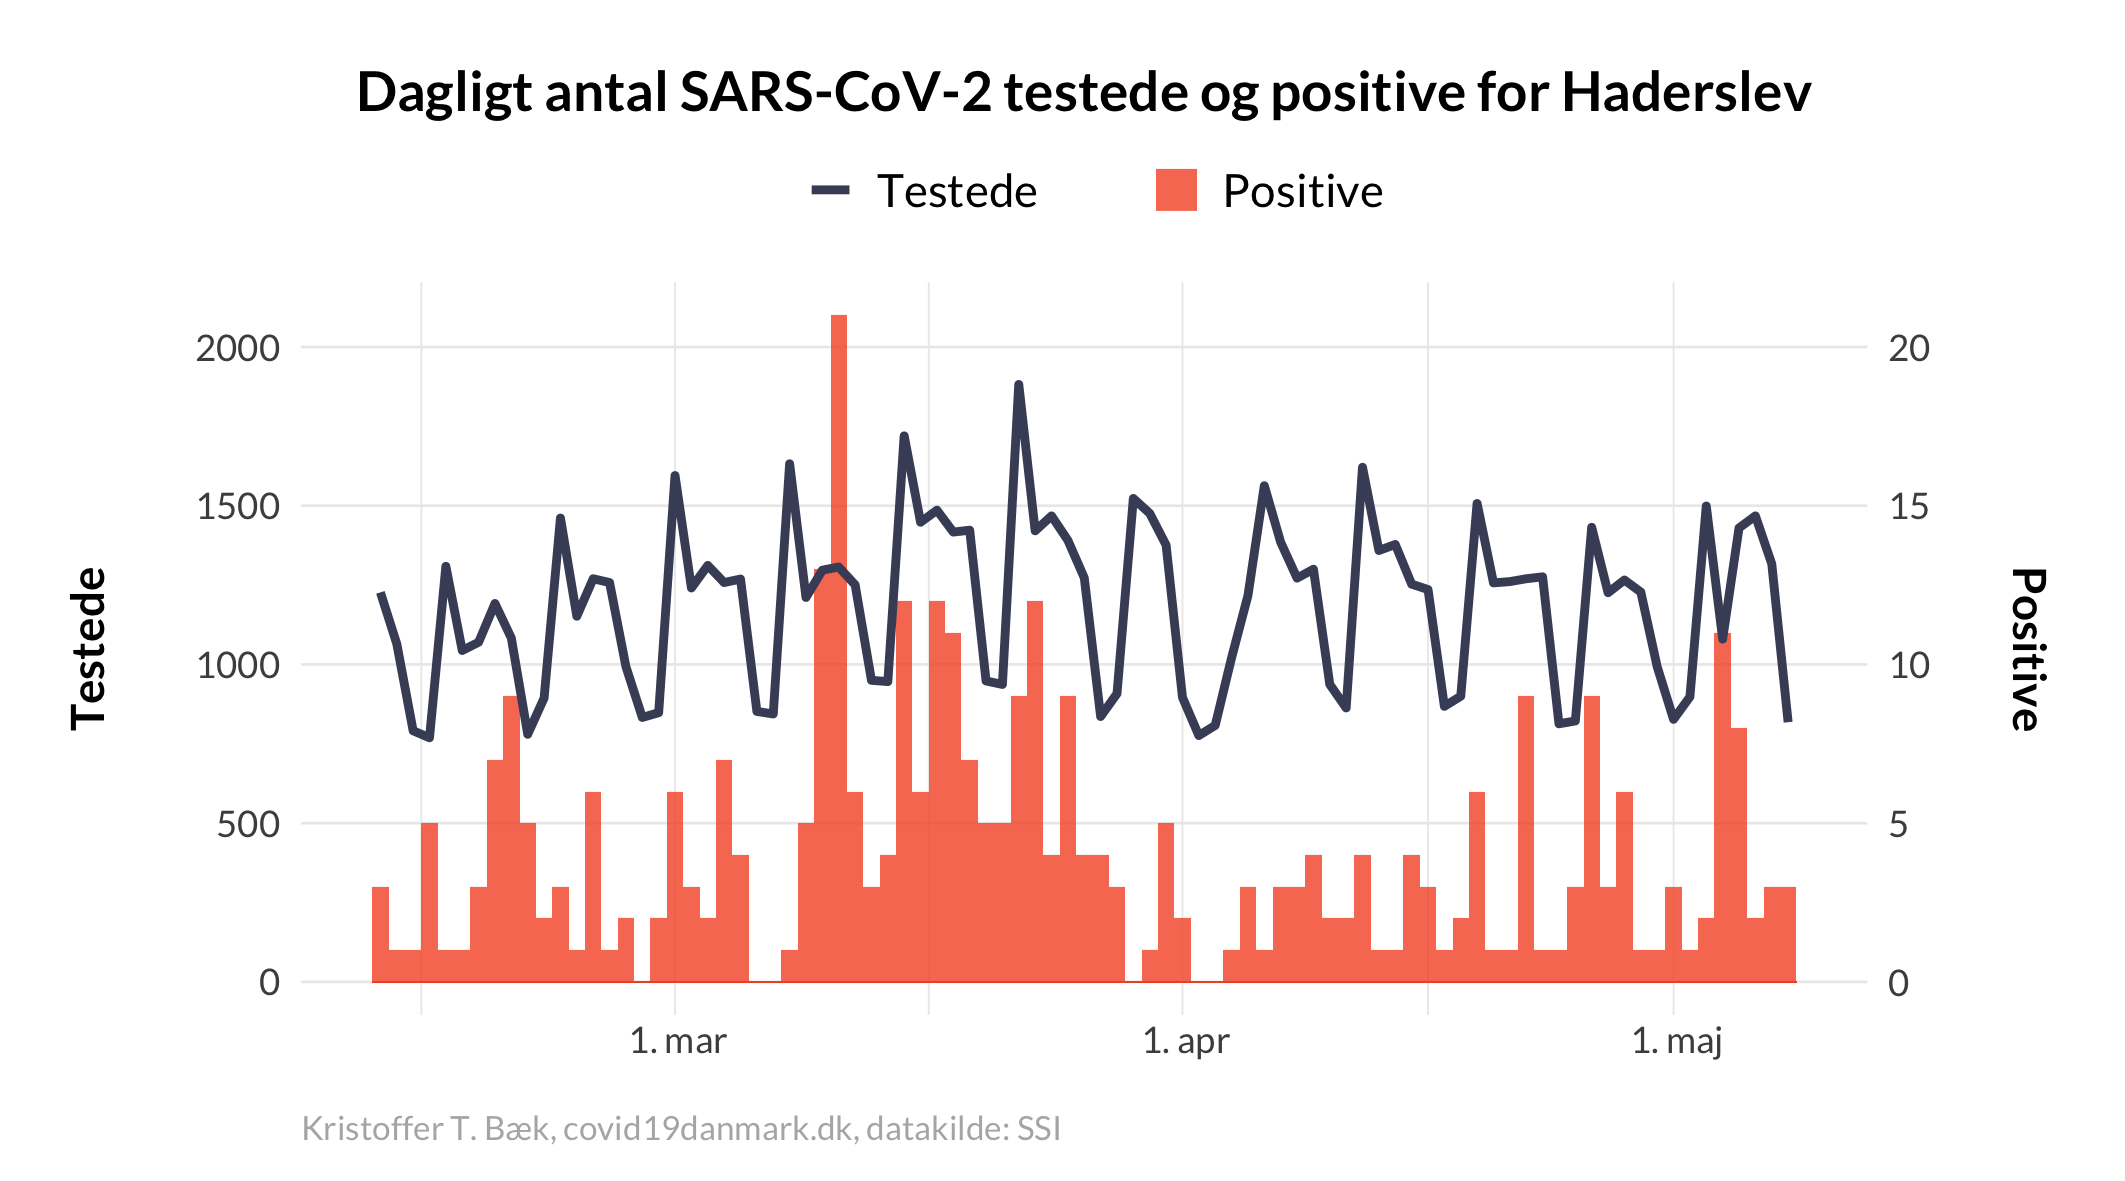 Dagligt antal SARS-CoV-2 testede og positive for Haderslev
Testede Positive
2000 20
1500 15
1000 10
500 5
0 0
Testede
Positive
1. mar 1. apr 1. maj
Kristoffer T. Bæk, covid19danmark.dk, datakilde: SSI